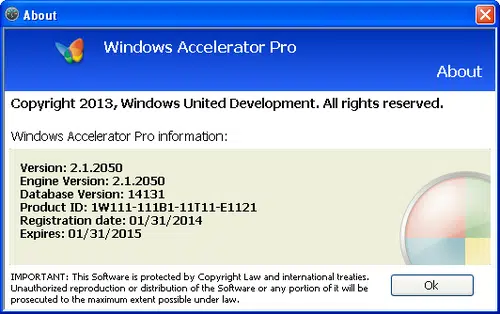 About
Windows Accelerator Pro
About
Copyright 2013, Windows United Development. All rights reserved.
Windows Accelerator Pro information:
Version: 2.1.2050
Engine Version: 2.1.2050
Database Version: 14131
Product ID: 1W111-111B1-11T11-E1121
Registration date: 01/31/2014
Expires: 01/31/2015
IMPORTANT: This Software is protected by Copyright Law and international treaties.
Unauthorized reproduction or distribution of the Software or any portion of it will be
prosecuted to the maximum extent possible under law.
Ok